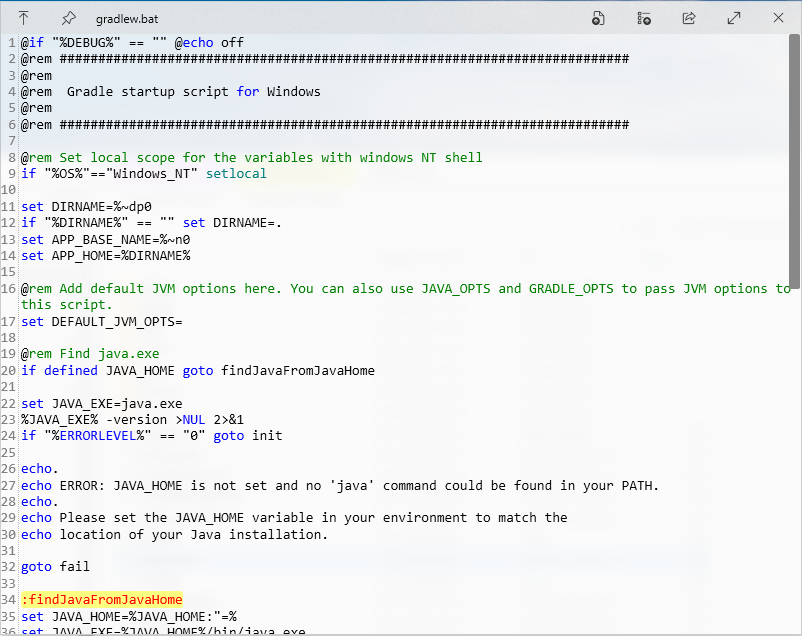 gradlew.bat
1 @if "%DEBUG%" == "" @echo off
2 @rem ##########################################################################
3 @rem
4 @rem  Gradle startup script for Windows
5 @rem
6 @rem ##########################################################################
7
8 @rem Set local scope for the variables with windows NT shell
9 if "%OS%"=="Windows_NT" setlocal
10
11 set DIRNAME=%~dp0
12 if "%DIRNAME%" == "" set DIRNAME=.
13 set APP_BASE_NAME=%~n0
14 set APP_HOME=%DIRNAME%
15
16 @rem Add default JVM options here. You can also use JAVA_OPTS and GRADLE_OPTS to pass JVM options to
this script.
17 set DEFAULT_JVM_OPTS=
18
19 @rem Find java.exe
20 if defined JAVA_HOME goto findJavaFromJavaHome
21
22 set JAVA_EXE=java.exe
23 %JAVA_EXE% -version >NUL 2>&1
24 if "%ERRORLEVEL%" == "0" goto init
25
26 echo.
27 echo ERROR: JAVA_HOME is not set and no 'java' command could be found in your PATH.
28 echo.
29 echo Please set the JAVA_HOME variable in your environment to match the
30 echo location of your Java installation.
31
32 goto fail
33
34 :findJavaFromJavaHome
35 set JAVA_HOME=%JAVA_HOME:"=%
36 set JAVA_EXE=%JAVA_HOME%/bin/java.exe